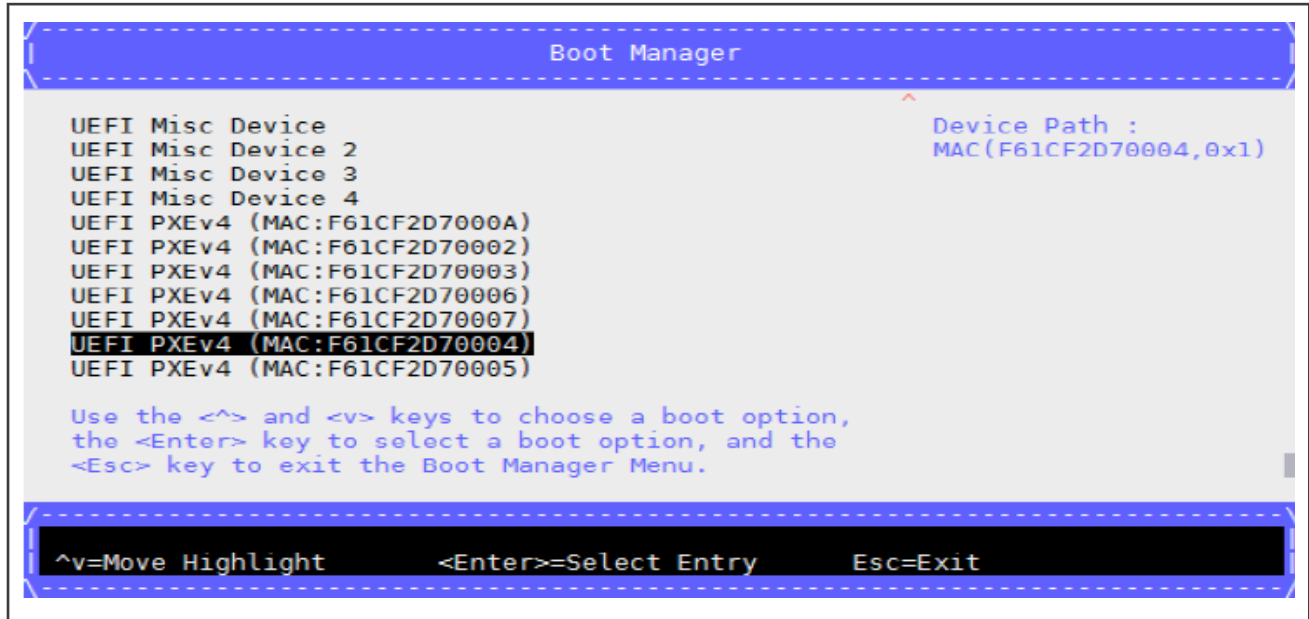 Boot Manager
^
UEFI Misc Device
UEFI Misc Device 2
UEFI Misc Device 3
UEFI Misc Device 4
UEFI PXEv4 (MAC:F61CF2D7000A)
UEFI PXEv4 (MAC:F61CF2D70002)
UEFI PXEv4 (MAC:F61CF2D70003)
UEFI PXEv4 (MAC:F61CF2D70006)
UEFI PXEv4 (MAC:F61CF2D70007)
UEFI PXEv4 (MAC:F61CF2D70004)
UEFI PXEv4 (MAC:F61CF2D70005)
Device Path :
MAC(F61CF2D70004,0x1)
Use the <^> and <v> keys to choose a boot option,
the <Enter> key to select a boot option, and the
<Esc> key to exit the Boot Manager Menu.
^v=Move Highlight <Enter>=Select Entry Esc=Exit